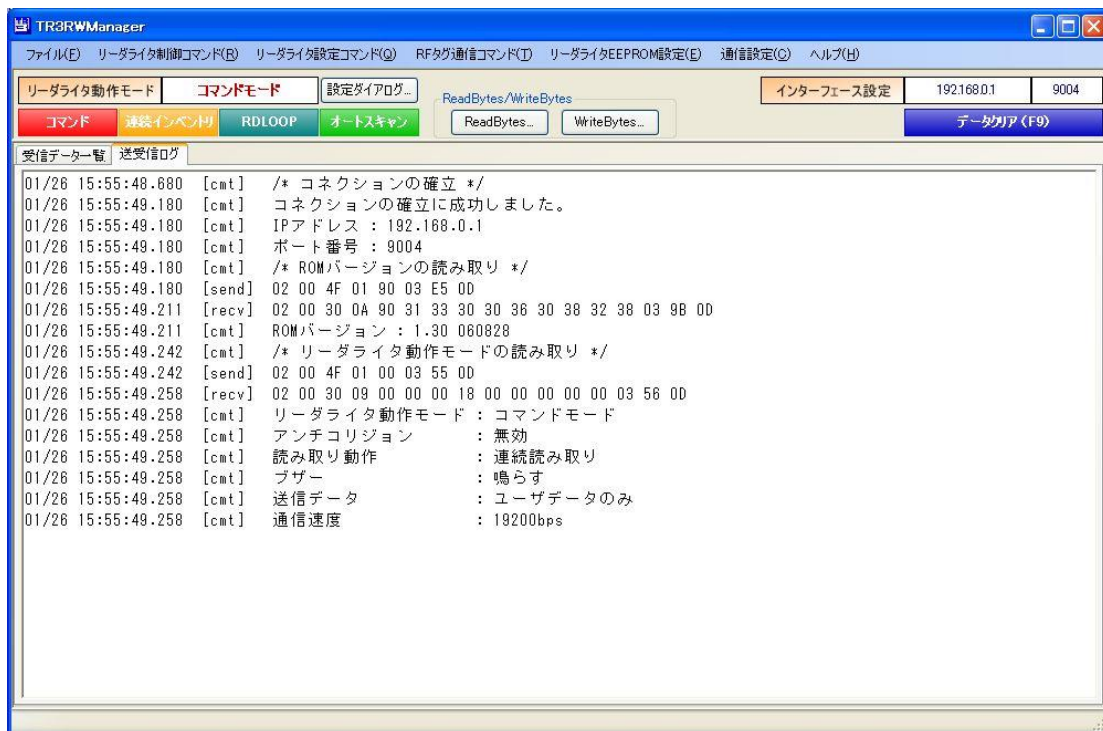 TR3RWManager
ファイル(F) リーダライタ制御コマンド(R) リーダライタ設定コマンド(Q) RFタグ通信コマンド(T) リーダライタEEPROM設定(E) 通信設定(C) ヘルプ(H)
リーダライタ動作モード コマンドモード 設定ダイアログ... ReadBytes/WriteBytes インターフェース設定 192.168.0.1 9004
コマンド 連続インベントリ RDLOOP オートスキャン ReadBytes... WriteBytes... データクリア(F9)
受信データ一覧 送受信ログ
01/26 15:55:48.680 [cmt] /* コネクションの確立 */
01/26 15:55:49.180 [cmt] コネクションの確立に成功しました。
01/26 15:55:49.180 [cmt] IPアドレス : 192.168.0.1
01/26 15:55:49.180 [cmt] ポート番号 : 9004
01/26 15:55:49.180 [cmt] /* ROMバージョンの読み取り */
01/26 15:55:49.180 [send] 02 00 4F 01 90 03 E5 0D
01/26 15:55:49.211 [recv] 02 00 30 0A 90 31 33 30 30 36 30 38 32 38 03 9B 0D
01/26 15:55:49.211 [cmt] ROMバージョン : 1.30 060828
01/26 15:55:49.242 [cmt] /* リーダライタ動作モードの読み取り */
01/26 15:55:49.242 [send] 02 00 4F 01 00 03 55 0D
01/26 15:55:49.258 [recv] 02 00 30 09 00 00 00 18 00 00 00 00 00 03 56 0D
01/26 15:55:49.258 [cmt] リーダライタ動作モード : コマンドモード
01/26 15:55:49.258 [cmt] アンチコリジョン : 無効
01/26 15:55:49.258 [cmt] 読み取り動作 : 連続読み取り
01/26 15:55:49.258 [cmt] ブザー : 鳴らす
01/26 15:55:49.258 [cmt] 送信データ : ユーザデータのみ
01/26 15:55:49.258 [cmt] 通信速度 : 19200bps